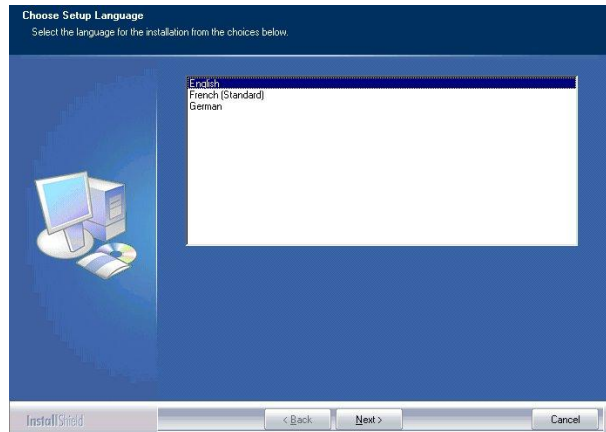 Choose Setup Language
Select the language for the installation from the choices below.
English
French (Standard)
German
InstallShield
< Back
Next >
Cancel